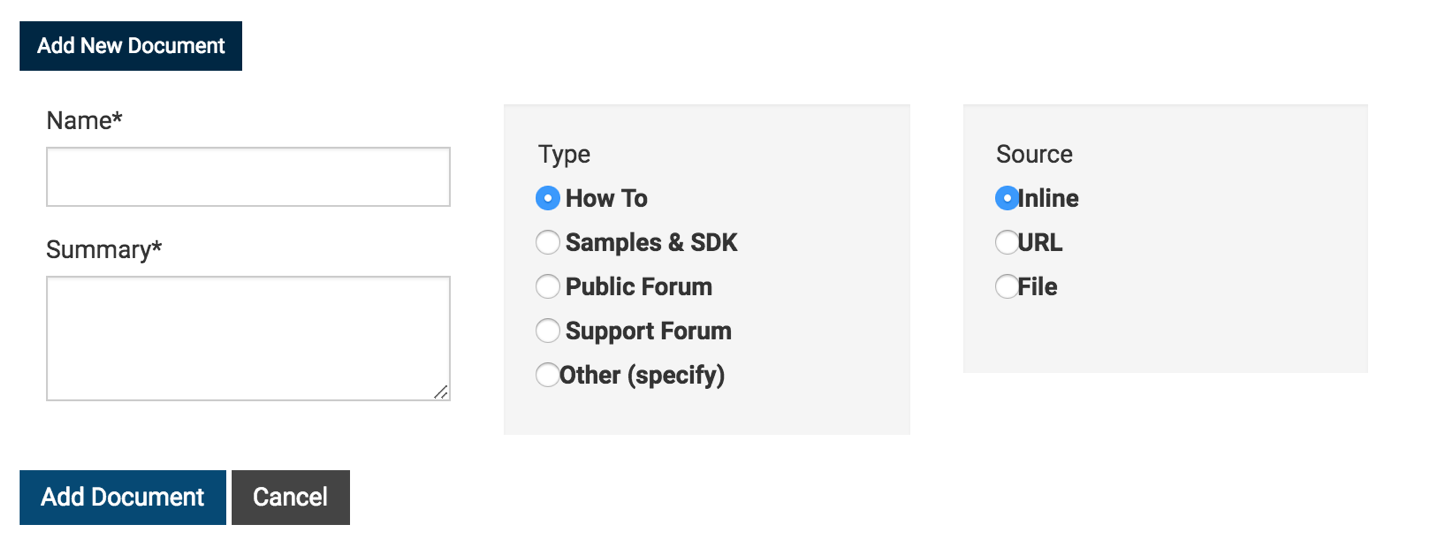 Add New Document
Name*
Summary*
Type
How To
Samples & SDK
Public Forum
Support Forum
Other (specify)
Source
Inline
URL
File
Add Document
Cancel